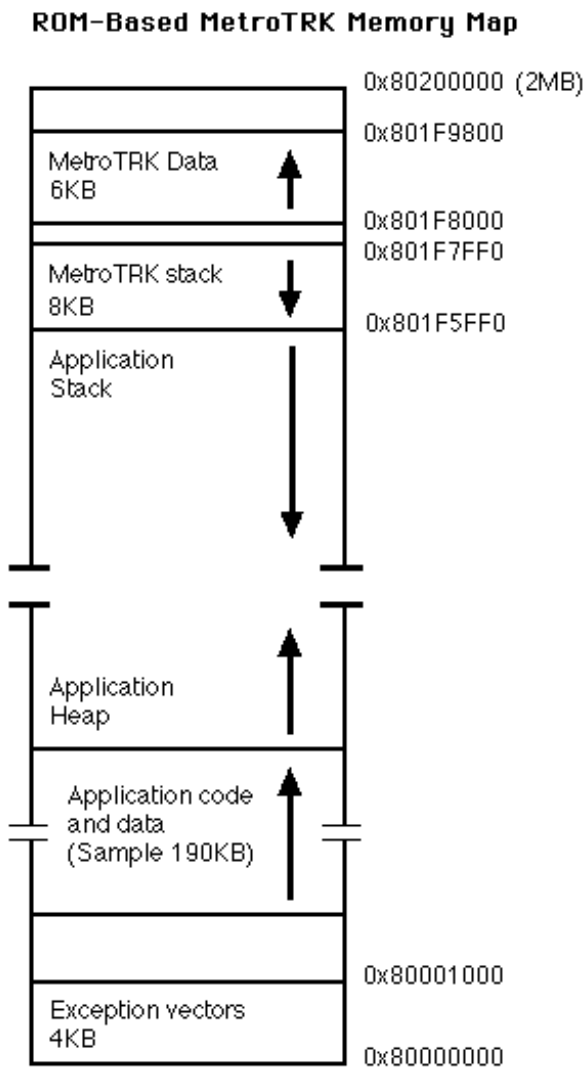 ROM-Based MetroTRK Memory Map
0x80200000 (2MB)
0x801F9800
MetroTRK Data
6KB
0x801F8000
0x801F7FF0
MetroTRK stack
8KB
0x801F5FF0
Application
Stack
Application
Heap
Application code
and data
(Sample 190KB)
0x80001000
Exception vectors
4KB
0x80000000